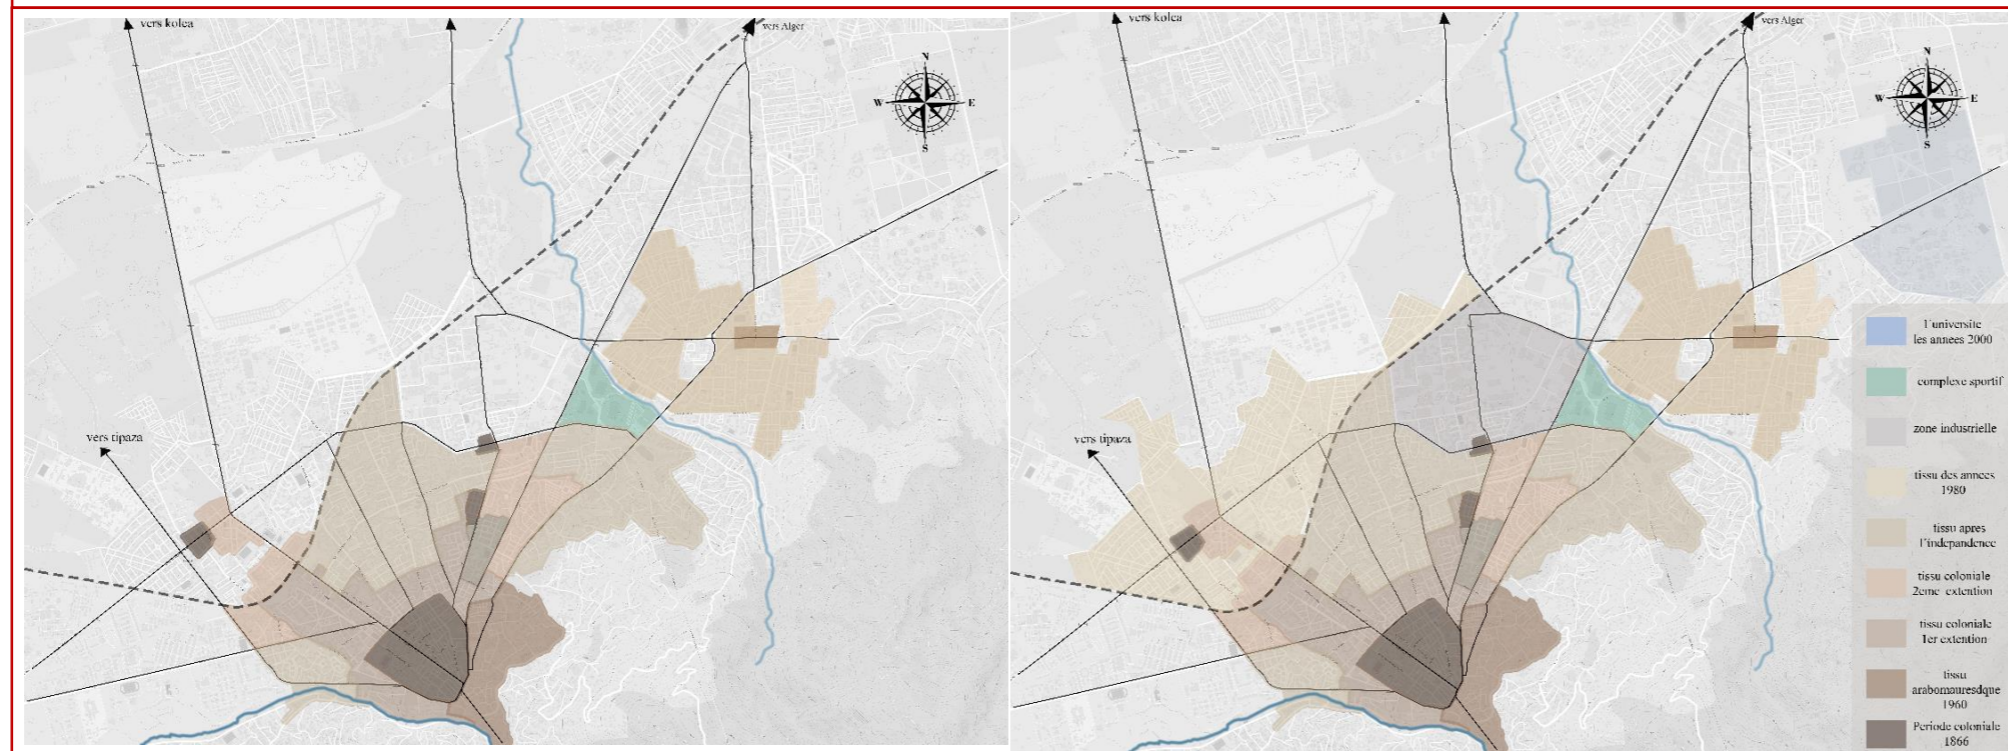 vers kolea
vers Alger
N
W E
S
vers tipaza
vers kolea
vers Alger
N
W E
S
vers tipaza
l'universite
les annees 2000
complexe sportif
zone industrielle
tissu des annees
1980
tissu apres
l'independence
tissu coloniale
2eme extention
tissu coloniale
1er extention
tissu
arabomauresdque
1960
Periode coloniale
1866